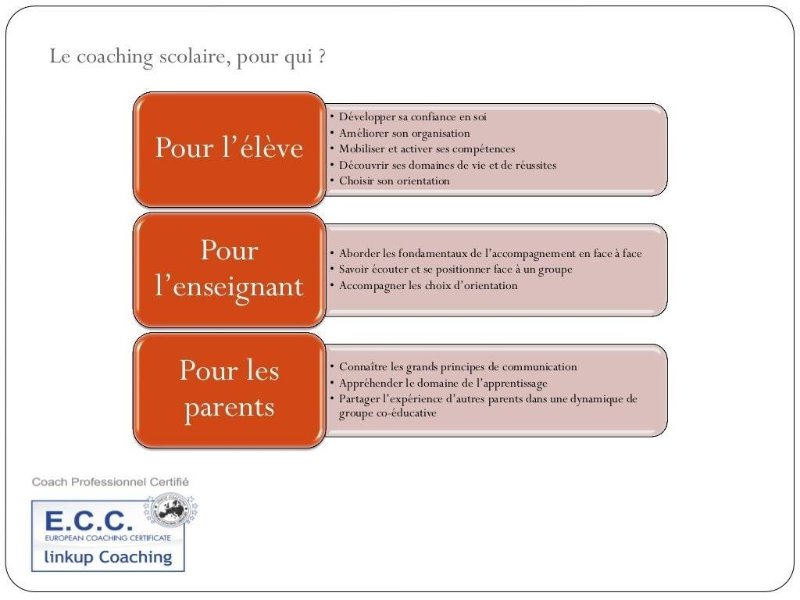 Le coaching scolaire, pour qui ?
Pour l’élève
• Développer sa confiance en soi
• Améliorer son organisation
• Mobiliser et activer ses compétences
• Découvrir ses domaines de vie et de réussites
• Choisir son orientation
Pour
l’enseignant
• Aborder les fondamentaux de l’accompagnement en face à face
• Savoir écouter et se positionner face à un groupe
• Accompagner les choix d’orientation
Pour les
parents
• Connaître les grands principes de communication
• Appréhender le domaine de l’apprentissage
• Partager l’expérience d’autres parents dans une dynamique de
groupe co-éducative
Coach Professionnel Certifié
E.C.C.
EUROPEAN COACHING CERTIFICATE
linkup Coaching